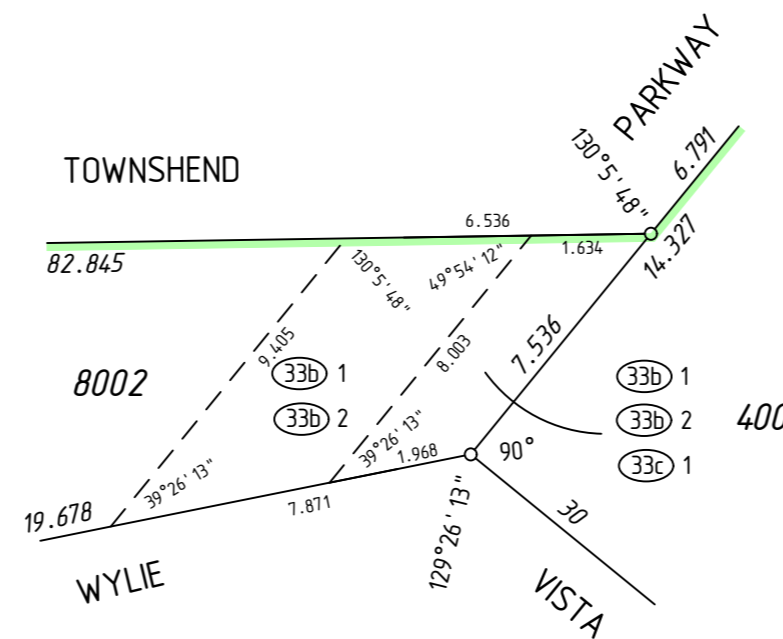 PARKWAY
130°5'48"
6.791
TOWNSHEND
6.536
1.634
14.327
82.845
130°5'48"
49°54'12"
9.405
8.003
7.536
8002
33b 1
33b 2
33b 1
33b 2
33c 1
400
39°26'13"
39°26'13"
1.968
90°
19.678
7.871
129°26'13"
30
WYLIE
VISTA